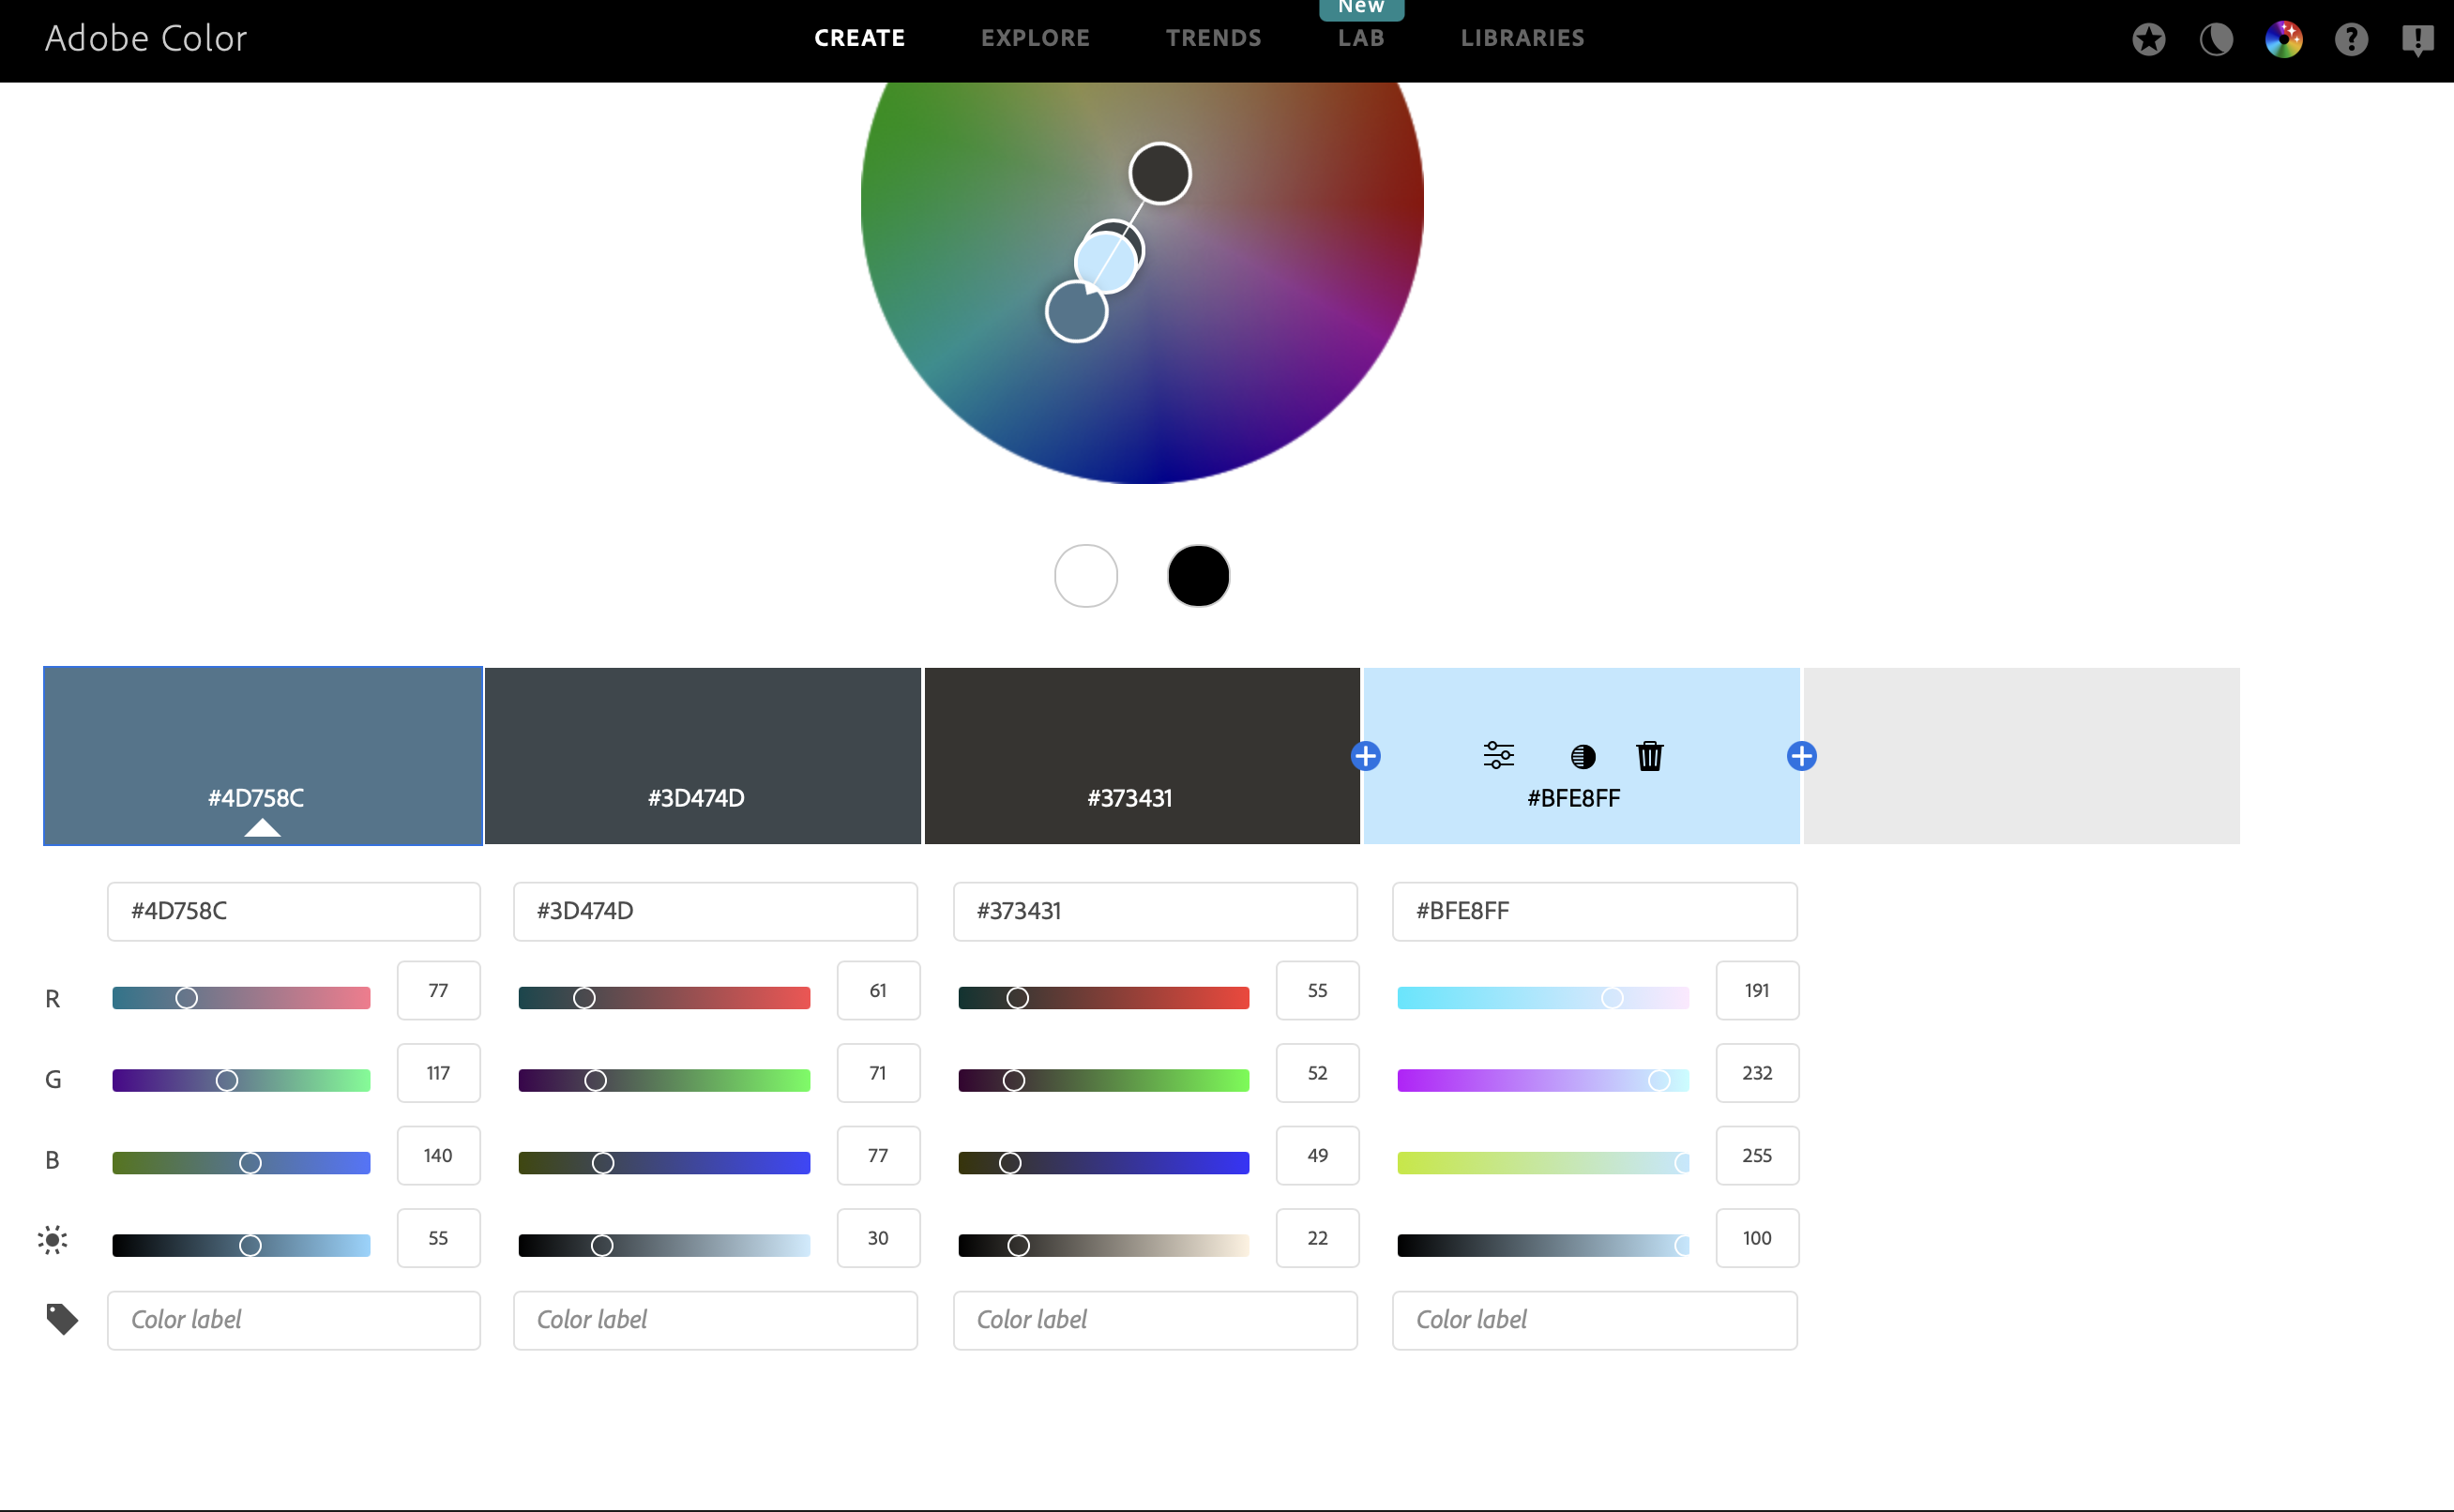 New
Adobe Color CREATE EXPLORE TRENDS LAB LIBRARIES
#4D758C #3D474D #373431 #BFE8FF
#4D758C #3D474D #373431 #BFE8FF
R 77 61 55 191
G 117 71 52 232
B 140 77 49 255
55 30 22 100
Color label Color label Color label Color label